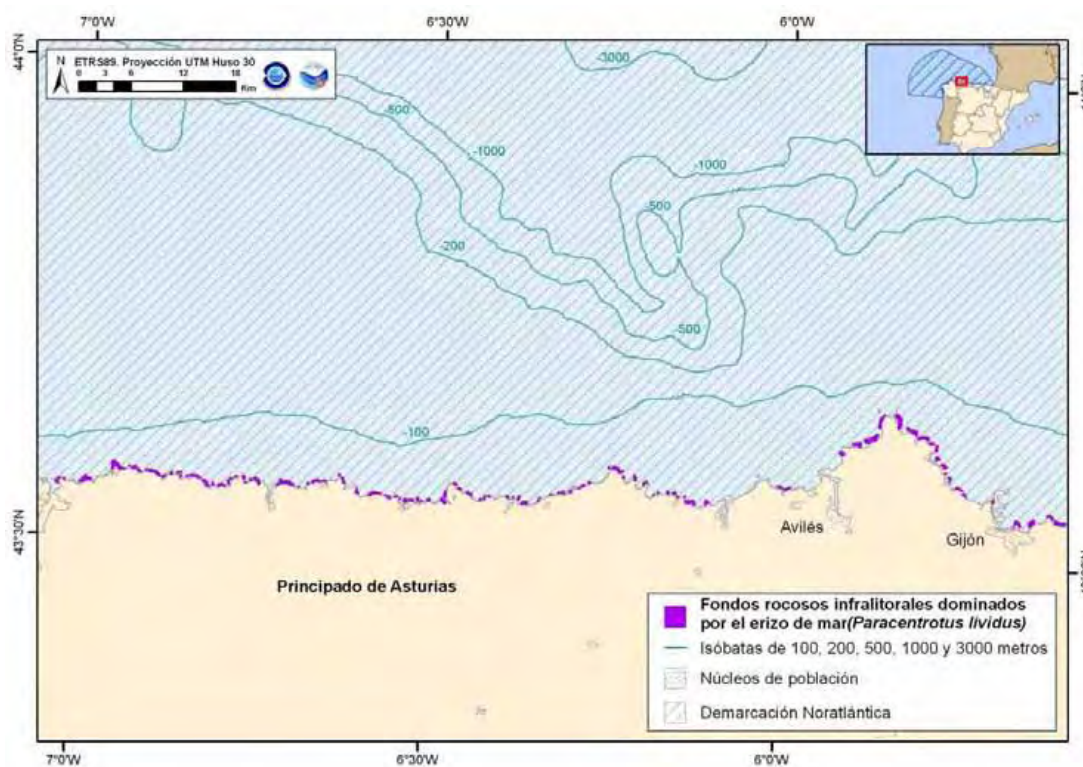 7°0'W 6°30'W 6°0'W
44°0'N
N ETRS89. Proyección UTM Huso 30
0 3 6 12 18
Km
-3000
-500
-1000
-1000
-500
-200
-500
-100
43°30'N
Avilés
Gijón
Principado de Asturias
Fondos rocosos infralitorales dominados
por el erizo de mar(Paracentrotus lividus)
Isóbatas de 100, 200, 500, 1000 y 3000 metros
Núcleos de población
Demarcación Noratlántica
7°0'W 6°30'W 6°0'W